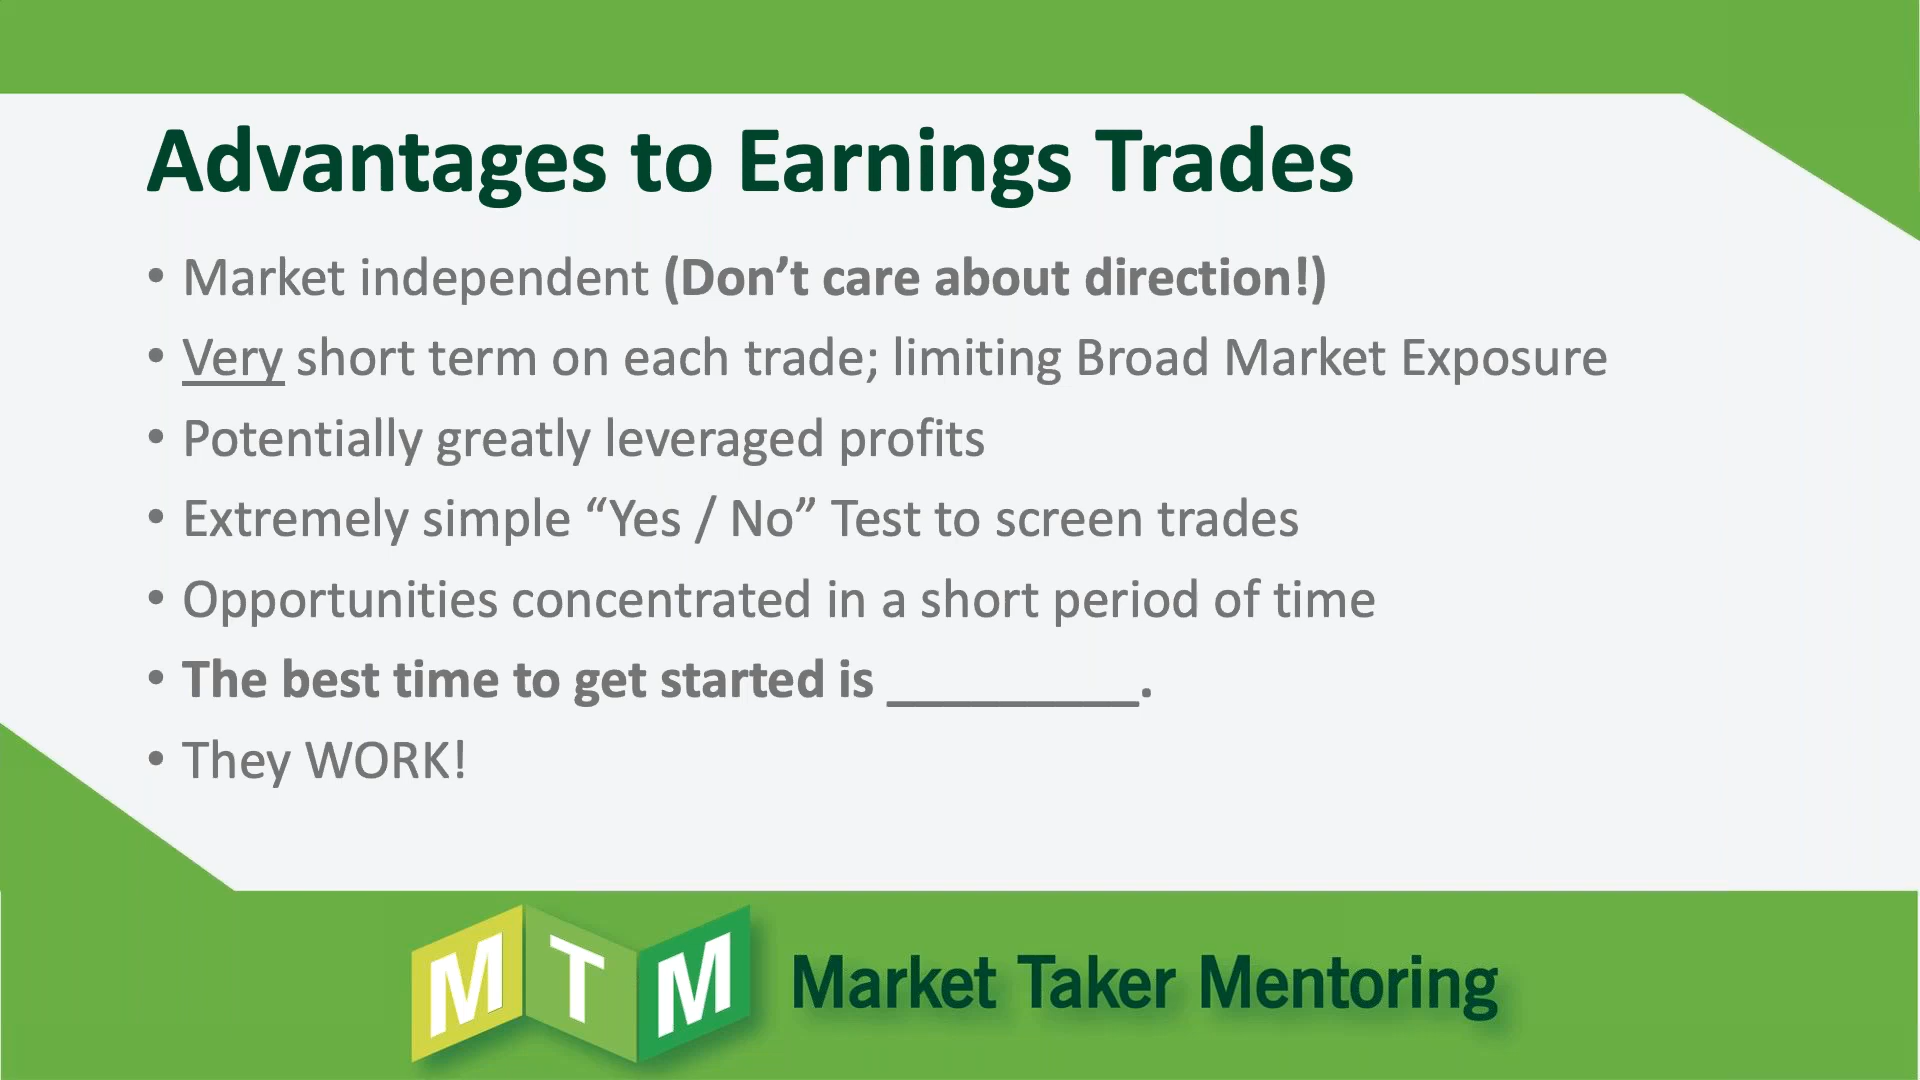 Advantages to Earnings Trades
• Market independent (Don’t care about direction!)
• Very short term on each trade; limiting Broad Market Exposure
• Potentially greatly leveraged profits
• Extremely simple “Yes / No” Test to screen trades
• Opportunities concentrated in a short period of time
• The best time to get started is _________.
• They WORK!
MTM Market Taker Mentoring